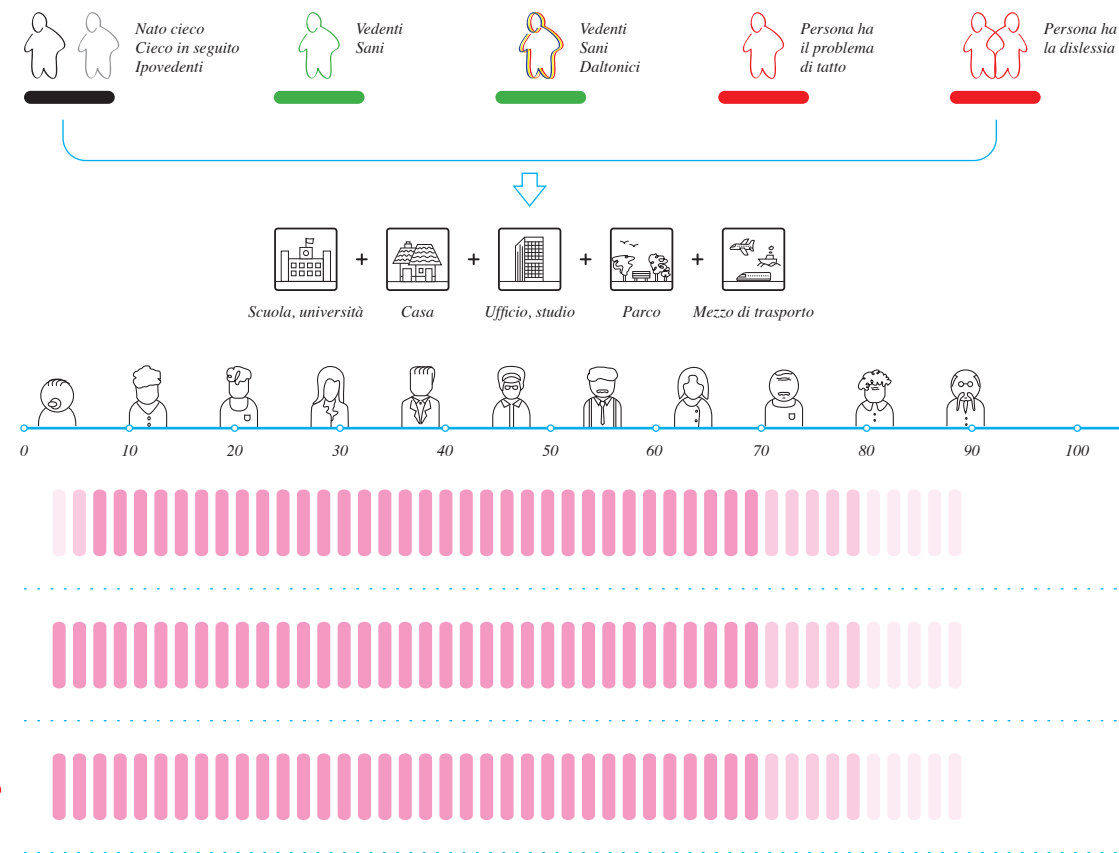 Nato cieco
Cieco in seguito
Ipovedenti
Vedenti
Sani
Vedenti
Sani
Daltonici
Persona ha
il problema
di tatto
Persona ha
la dislessia
+ + + +
Scuola, università Casa Ufficio, studio Parco Mezzo di trasporto
0 10 20 30 40 50 60 70 80 90 100